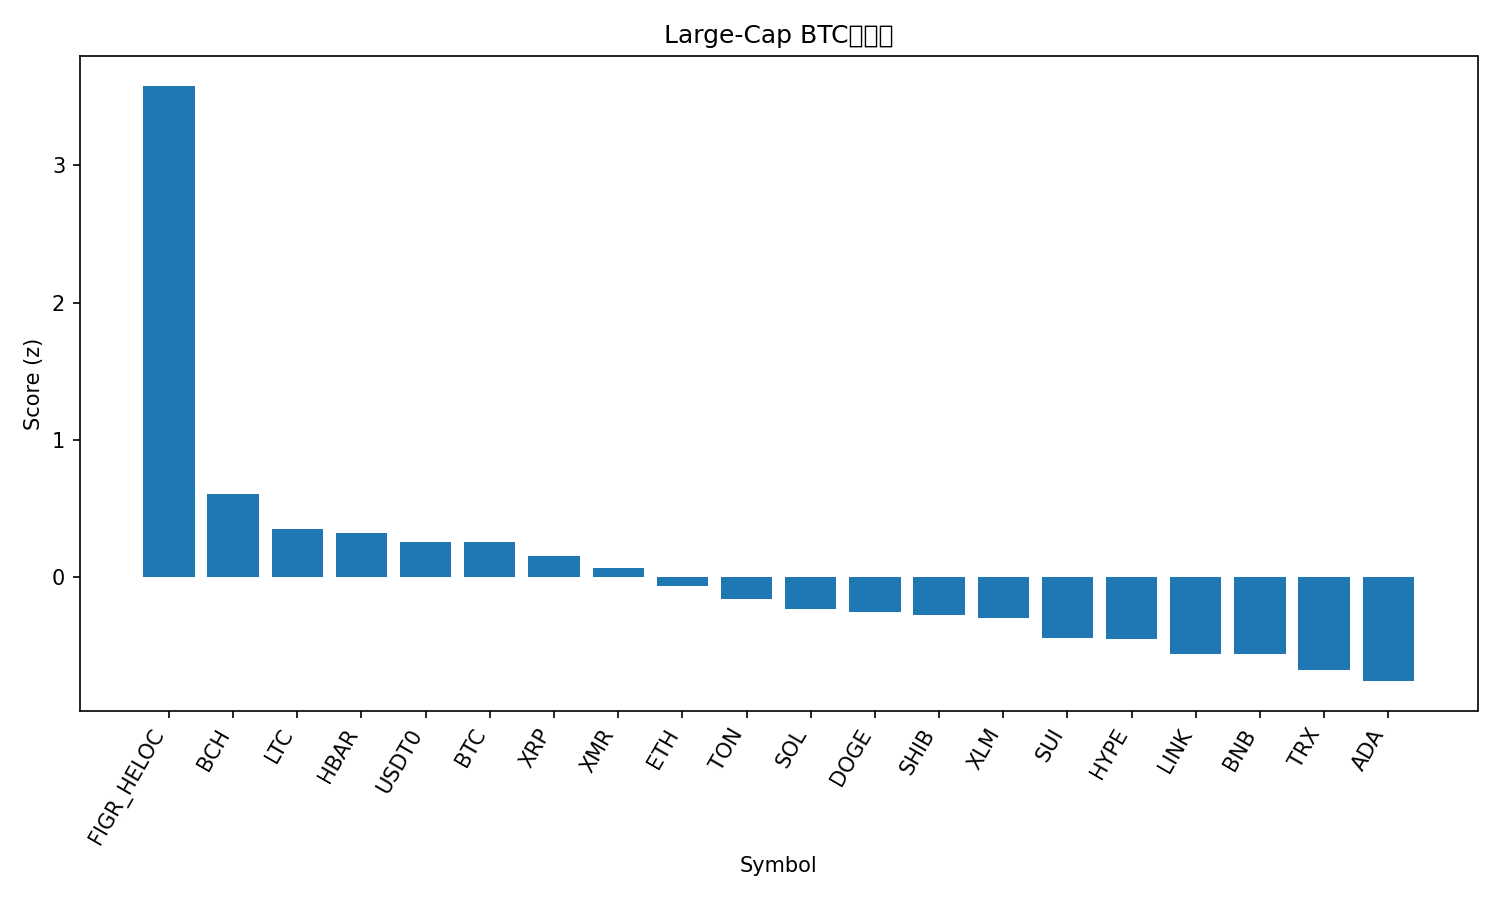 Large-Cap BTC
3
2
1
0
Score (z)
FIGR_HELOC
BCH
LTC
HBAR
USDT0
BTC
XRP
XMR
ETH
TON
SOL
DOGE
SHIB
XLM
SUI
HYPE
LINK
BNB
TRX
ADA
Symbol